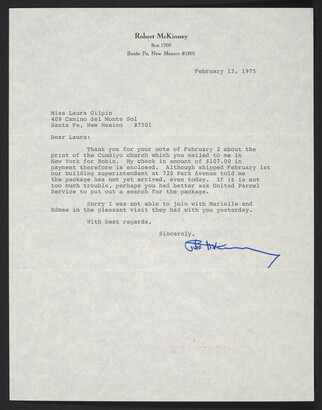 Robert McKinney
Box 1766
Santa Fe, New Mexico 87501
February 13, 1975
Miss Laura Gilpin
409 Camino del Monte Sol
Santa Fe, New Mexico 87501
Dear Laura:
Thank you for your note of February 2 about the
print of the Cundiyo church which you mailed to me in
New York for Robin. My check in amount of $107.00 in
payment therefore is enclosed. Although shipped February 1st
our building superintendent at 720 Park Avenue told me
the package has not yet arrived, even today. If it is not
too much trouble, perhaps you had better ask United Parcel
Service to put out a search for the package.
Sorry I was not able to join with Marielle and
Edmee in the pleasant visit they had with you yesterday.
With best regards,
Sincerely,